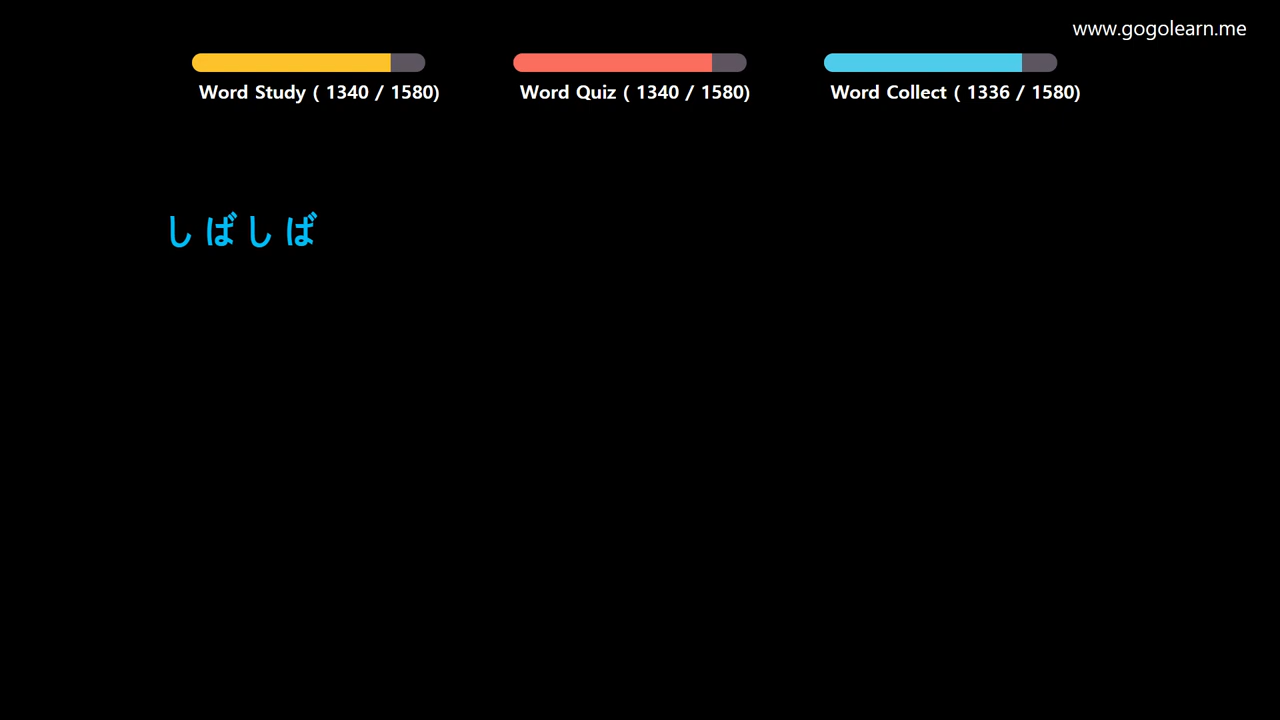 www.gogolearn.me
Word Study ( 1340 / 1580)
Word Quiz ( 1340 / 1580)
Word Collect ( 1336 / 1580)
しばしば